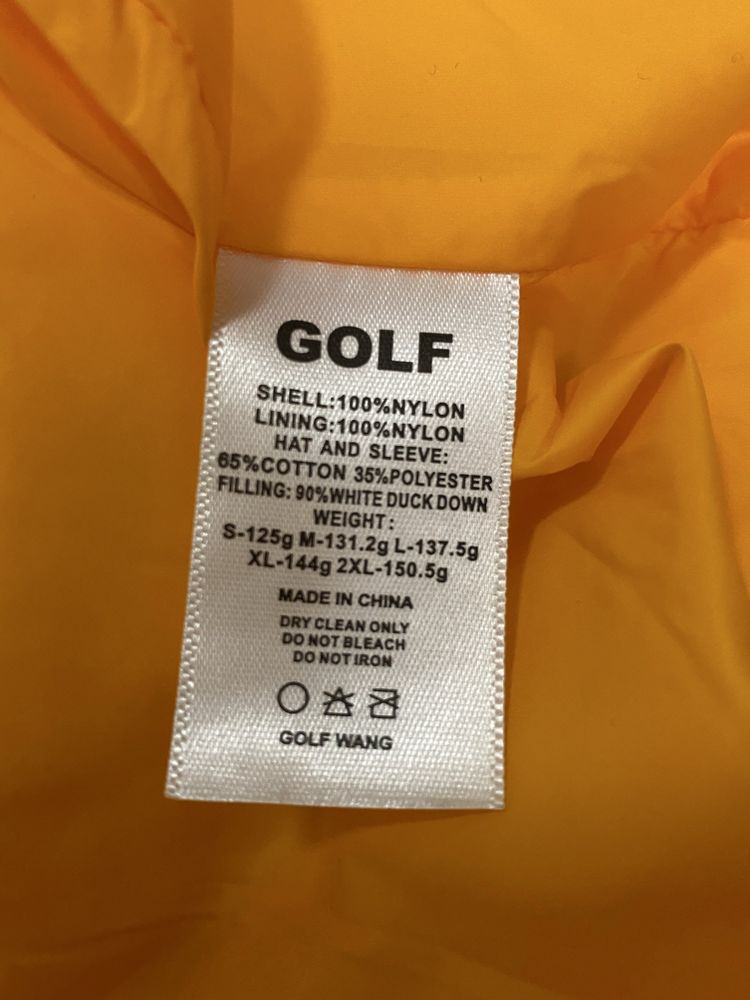 GOLF
SHELL:100%NYLON
LINING:100%NYLON
HAT AND SLEEVE:
65%COTTON 35%POLYESTER
FILLING: 90%WHITE DUCK DOWN
WEIGHT:
S-125g M-131.2g L-137.5g
XL-144g 2XL-150.5g
MADE IN CHINA
DRY CLEAN ONLY
DO NOT BLEACH
DO NOT IRON
GOLF WANG